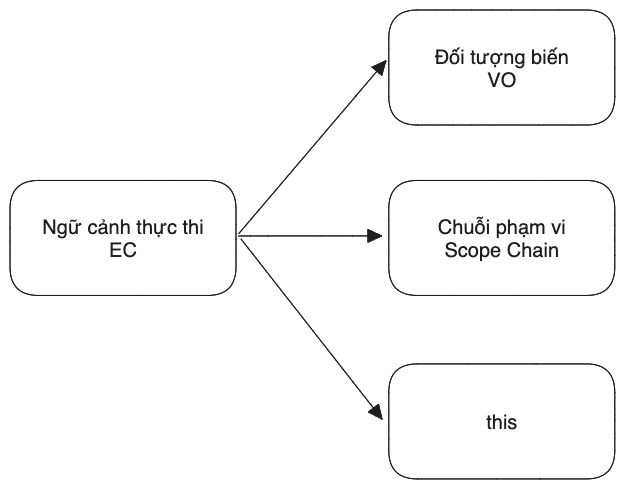 Đối tượng biến
VO
Ngữ cảnh thực thi
EC
Chuỗi phạm vi
Scope Chain
this